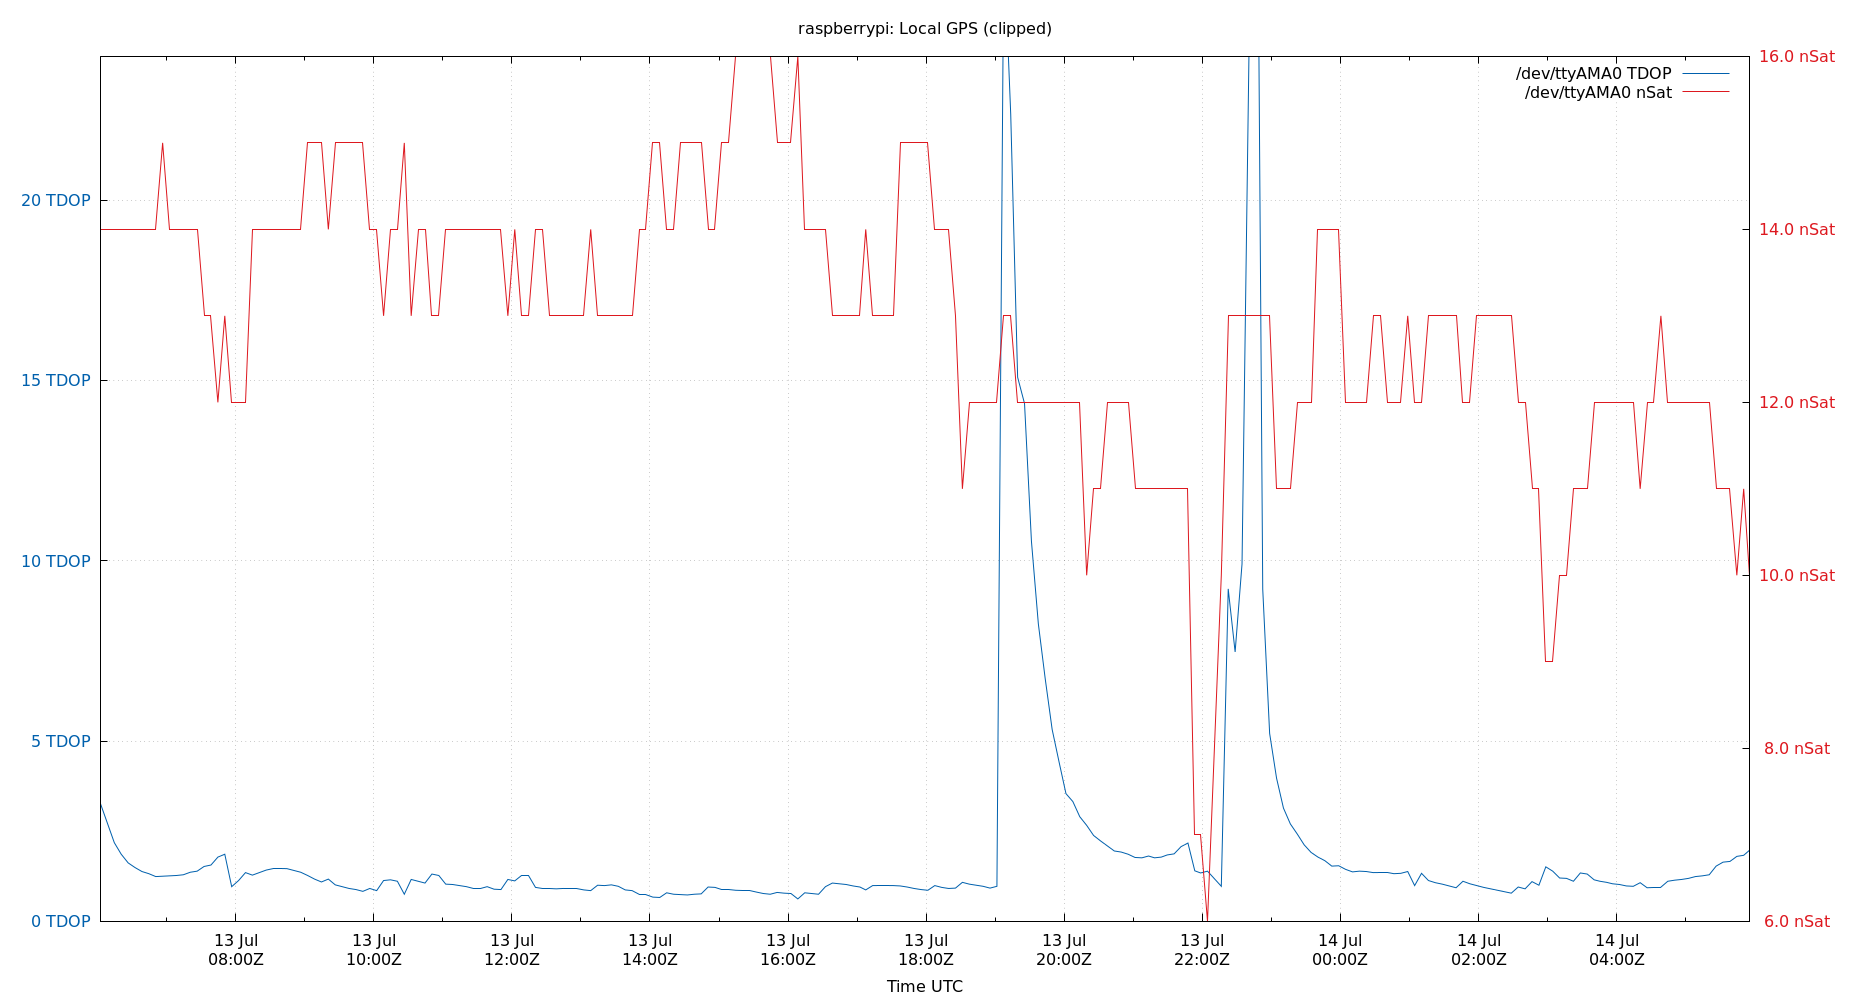 raspberrypi: Local GPS (clipped)
/dev/ttyAMA0 TDOP
/dev/ttyAMA0 nSat
20 TDOP
15 TDOP
10 TDOP
5 TDOP
0 TDOP
16.0 nSat
14.0 nSat
12.0 nSat
10.0 nSat
8.0 nSat
6.0 nSat
13 Jul 13 Jul 13 Jul 13 Jul 13 Jul 13 Jul 13 Jul 13 Jul 14 Jul 14 Jul 14 Jul
08:00Z 10:00Z 12:00Z 14:00Z 16:00Z 18:00Z 20:00Z 22:00Z 00:00Z 02:00Z 04:00Z
Time UTC